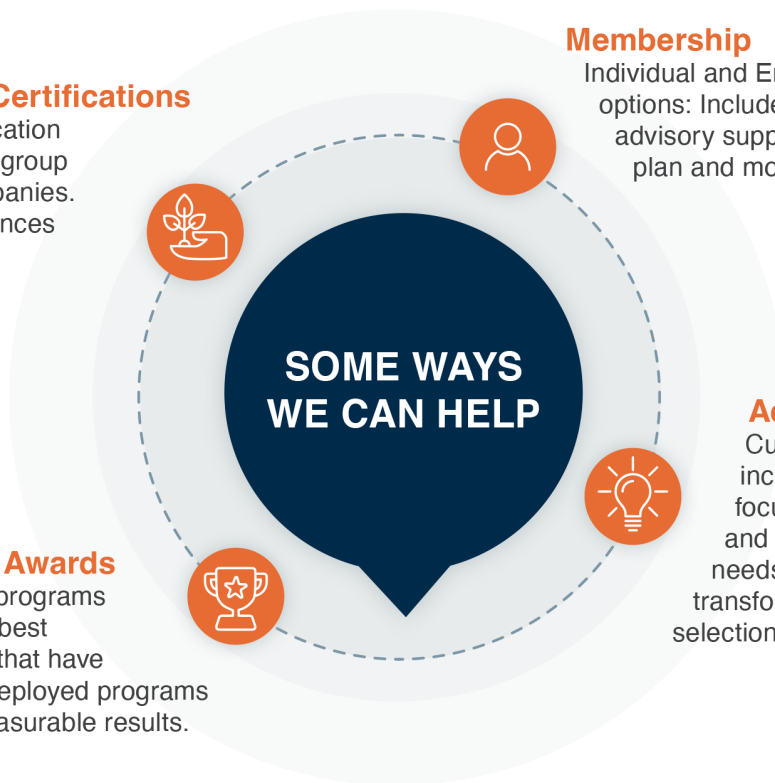 Certifications
cation
group
panies.
nces
Membership
Individual and En
options: Include
advisory supp
plan and mo
SOME WAYS
WE CAN HELP
Ad
Cu
inc
focu
and
needs
transfo
selection
Awards
programs
best
that have
eployed programs
asurable results.